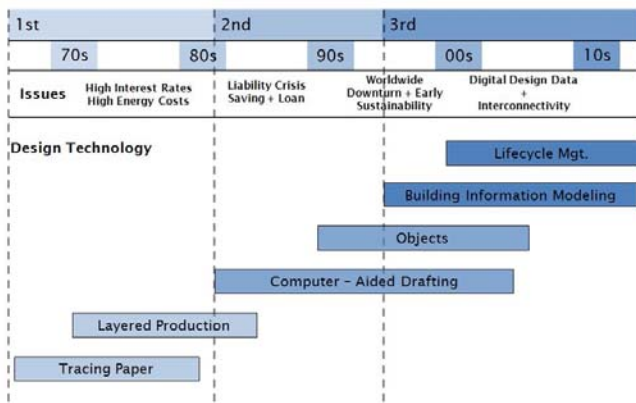 1st 2nd 3rd
70s 80s 90s 00s 10s
Issues
High Interest Rates
High Energy Costs
Liability Crisis
Saving + Loan
Worldwide
Downturn + Early
Sustainability
Digital Design Data
+
Interconnectivity
Design Technology
Lifecycle Mgt.
Building Information Modeling
Objects
Computer – Aided Drafting
Layered Production
Tracing Paper